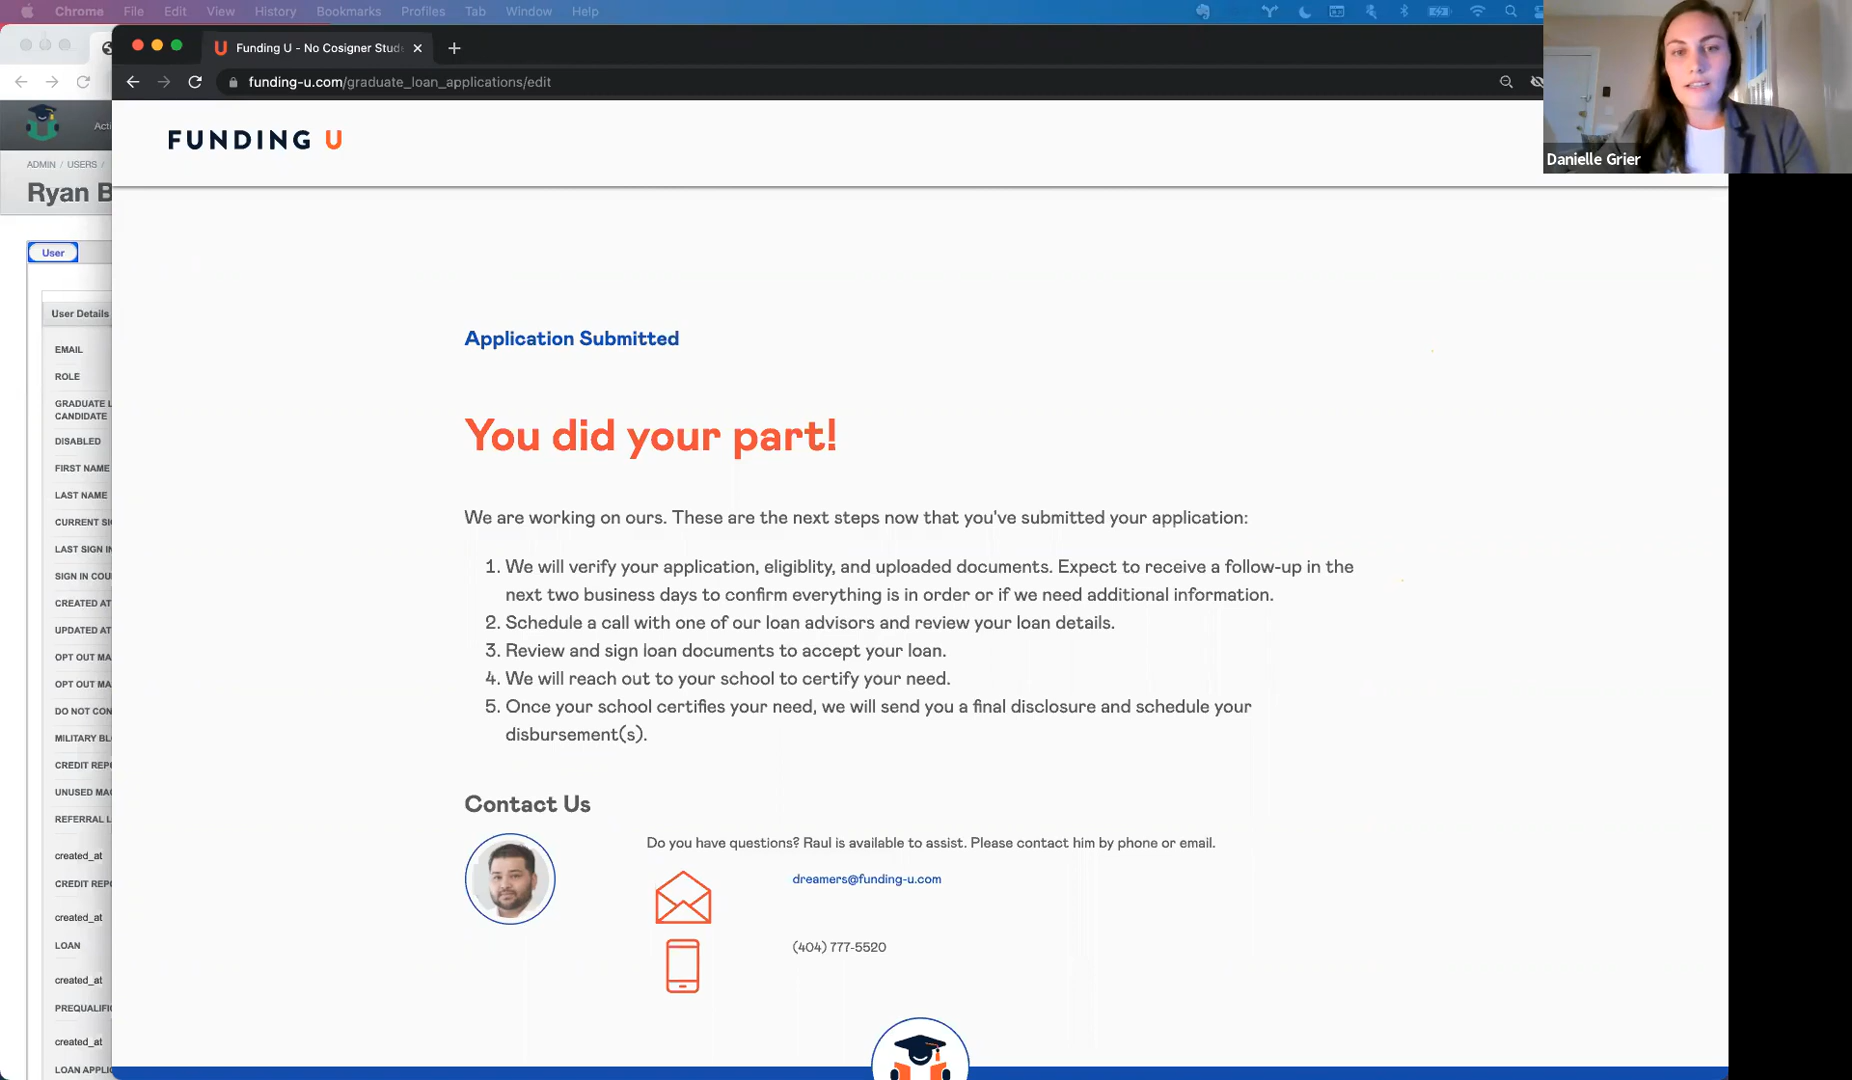 Chrome File Edit View History Bookmarks Profiles Tab Window Help
Funding U - No Cosigner Stud
funding-u.com/graduate_loan_applications/edit
Danielle Grier
FUNDING U
Acti
ADMIN / USERS /
Ryan B
User
User Details
EMAIL
ROLE
GRADUATE L
CANDIDATE
DISABLED
FIRST NAME
LAST NAME
CURRENT SI
LAST SIGN IN
SIGN IN COU
CREATED AT
UPDATED AT
OPT OUT MA
OPT OUT MA
DO NOT CON
MILITARY BL
CREDIT REPO
UNUSED MAG
REFERRAL L
created_at
CREDIT REPO
created_at
LOAN
created_at
PREQUALIFIC
created_at
LOAN APPLIC
Application Submitted
You did your part!
We are working on ours. These are the next steps now that you've submitted your application:
1. We will verify your application, eligiblity, and uploaded documents. Expect to receive a follow-up in the
next two business days to confirm everything is in order or if we need additional information.
2. Schedule a call with one of our loan advisors and review your loan details.
3. Review and sign loan documents to accept your loan.
4. We will reach out to your school to certify your need.
5. Once your school certifies your need, we will send you a final disclosure and schedule your
disbursement(s).
Contact Us
Do you have questions? Raul is available to assist. Please contact him by phone or email.
dreamers@funding-u.com
(404) 777-5520